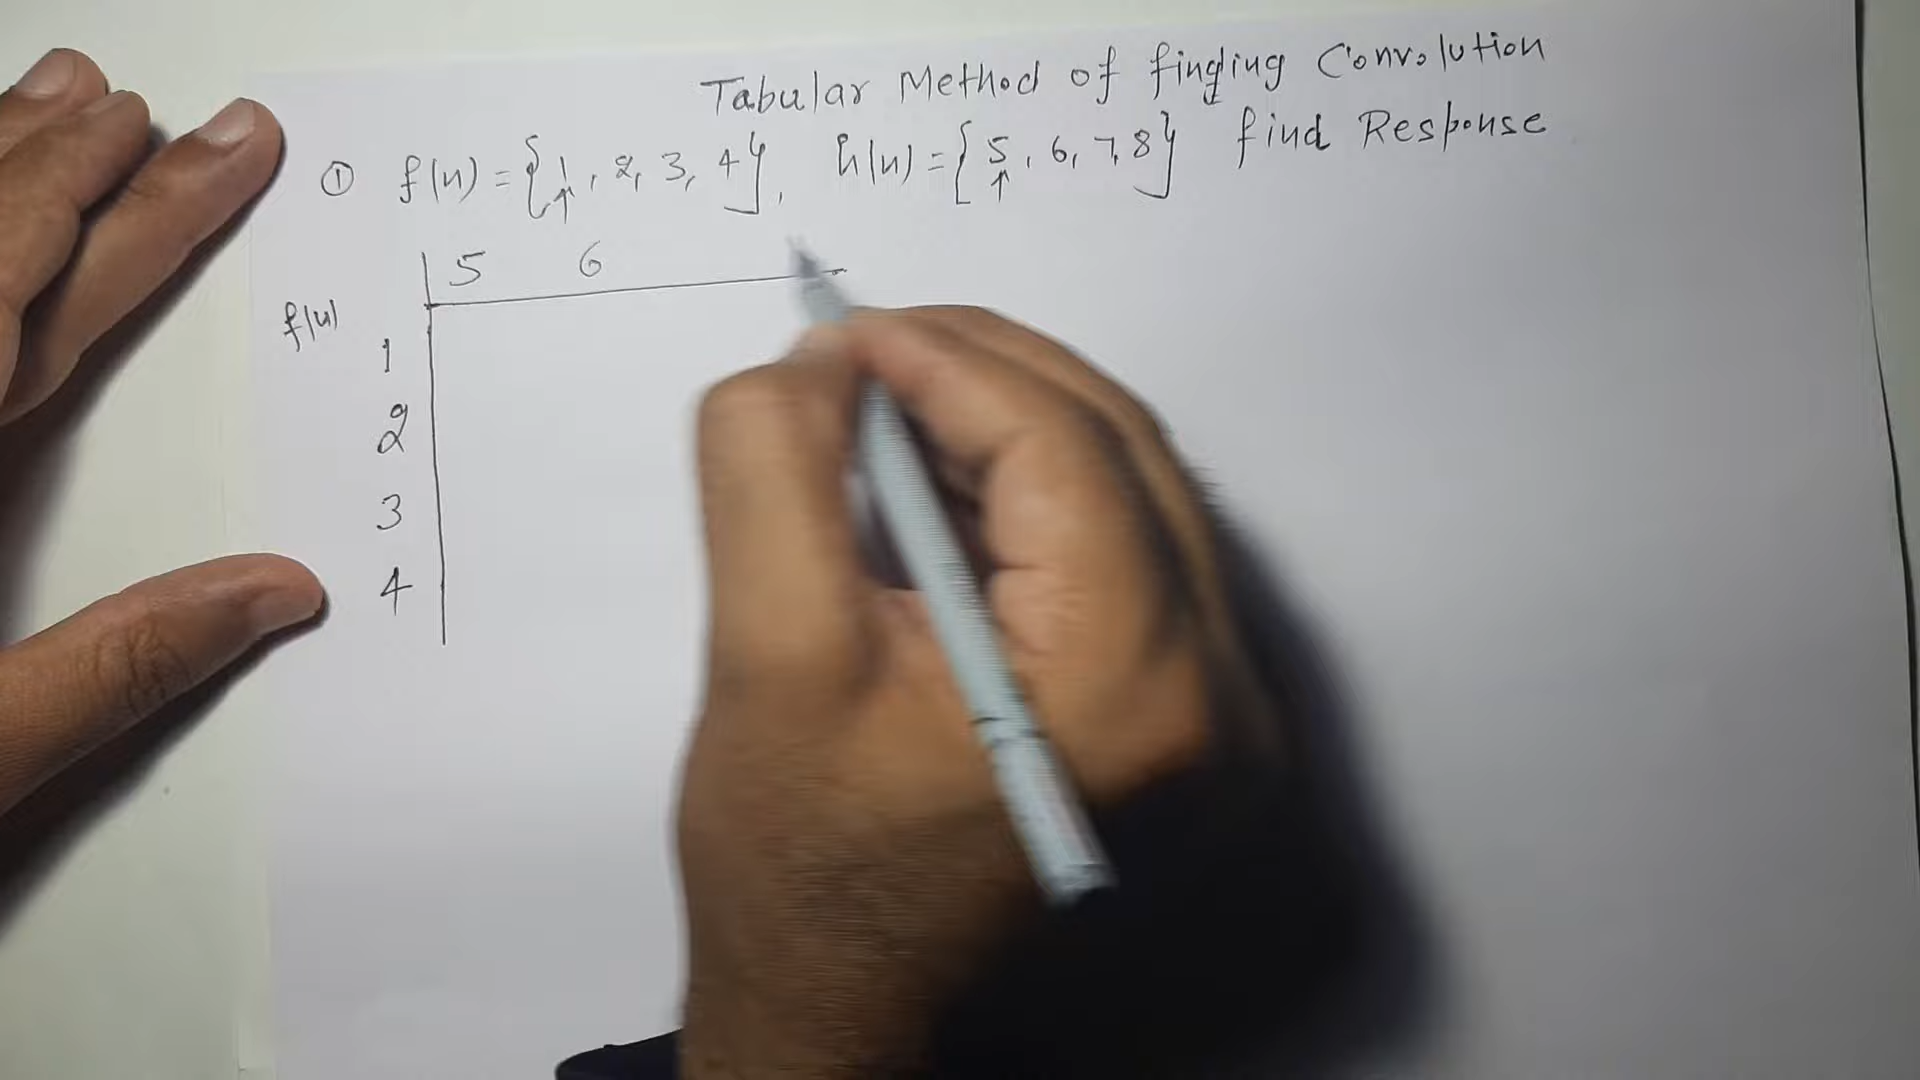 Tabular Method of finging Convolution
① f(n) = {1, 2, 3, 4}, h(n) = {5, 6, 7, 8} find Response
↑ ↑
5 6
f(n)
1
2
3
4